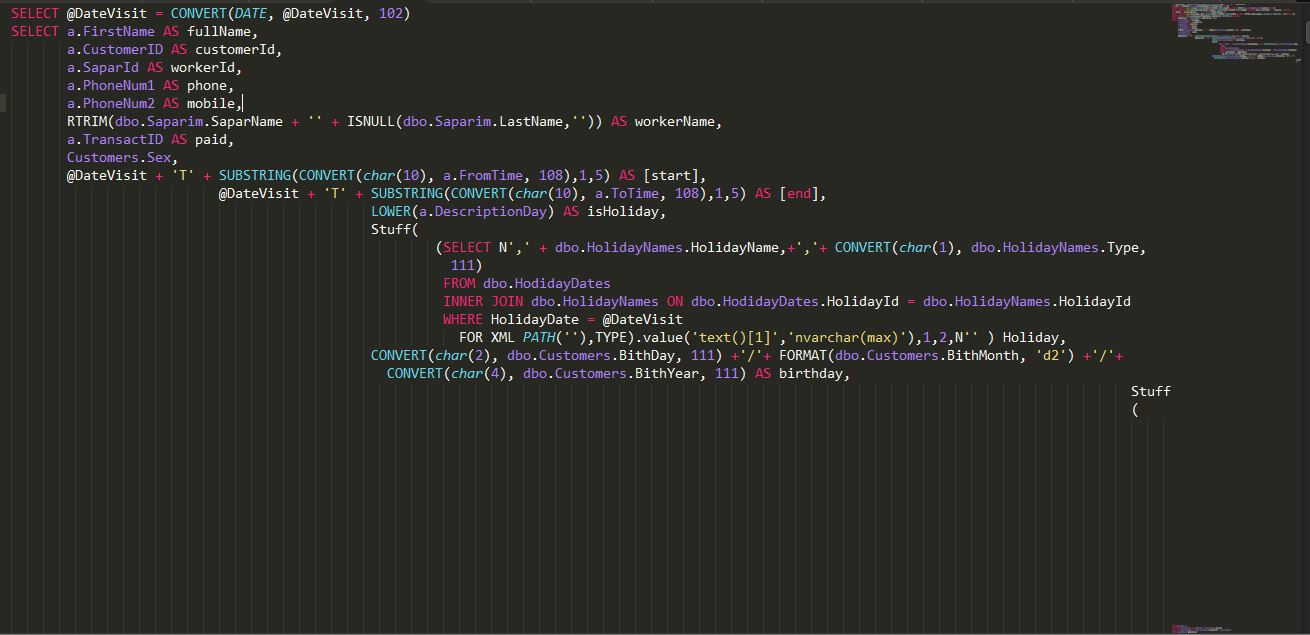 SELECT @DateVisit = CONVERT(DATE, @DateVisit, 102)
SELECT a.FirstName AS fullName,
a.CustomerID AS customerId,
a.SaparId AS workerId,
a.PhoneNum1 AS phone,
a.PhoneNum2 AS mobile,
RTRIM(dbo.Saparim.SaparName + '' + ISNULL(dbo.Saparim.LastName,'')) AS workerName,
a.TransactID AS paid,
Customers.Sex,
@DateVisit + 'T' + SUBSTRING(CONVERT(char(10), a.FromTime, 108),1,5) AS [start],
@DateVisit + 'T' + SUBSTRING(CONVERT(char(10), a.ToTime, 108),1,5) AS [end],
LOWER(a.DescriptionDay) AS isHoliday,
Stuff(
(SELECT N',' + dbo.HolidayNames.HolidayName,+','+ CONVERT(char(1), dbo.HolidayNames.Type,
111)
FROM dbo.HodidayDates
INNER JOIN dbo.HolidayNames ON dbo.HodidayDates.HolidayId = dbo.HolidayNames.HolidayId
WHERE HolidayDate = @DateVisit
FOR XML PATH(''),TYPE).value('text()[1]','nvarchar(max)'),1,2,N'' ) Holiday,
CONVERT(char(2), dbo.Customers.BithDay, 111) +'/'+ FORMAT(dbo.Customers.BithMonth, 'd2') +'/'+
CONVERT(char(4), dbo.Customers.BithYear, 111) AS birthday,
Stuff
(